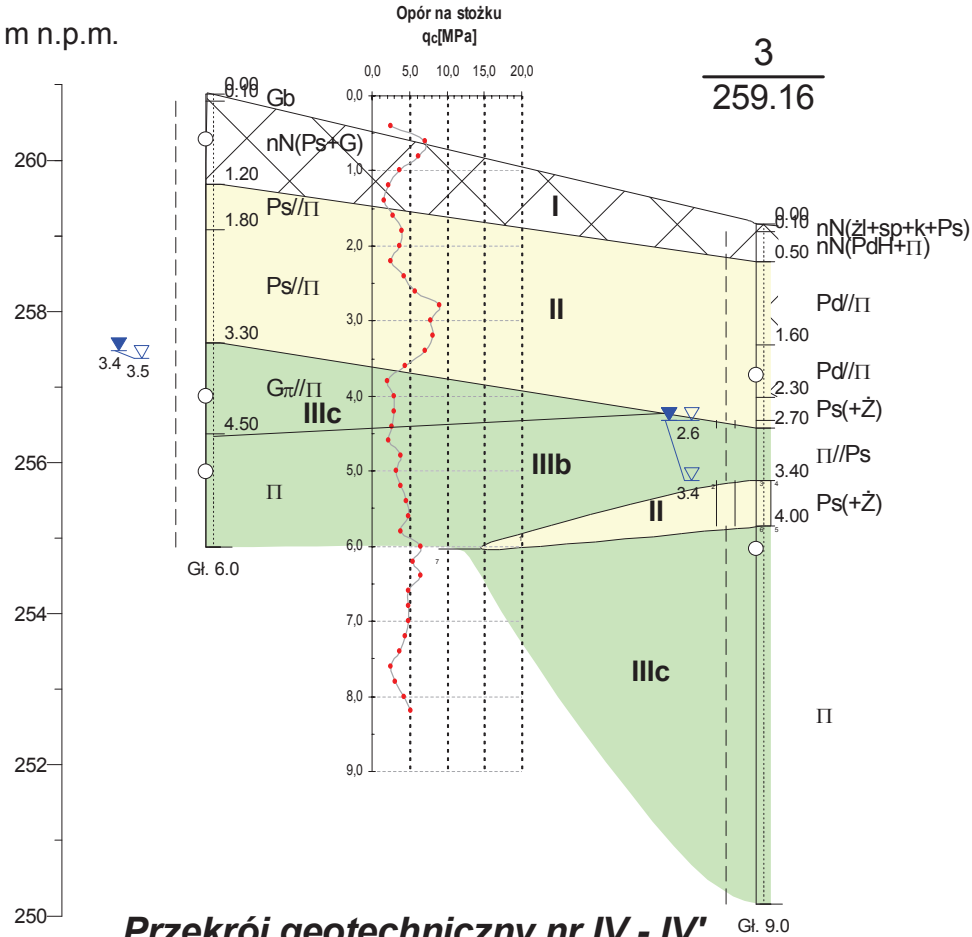 m n.p.m.
Opór na stożku
qc[MPa]
0,0 5,0 10,0 15,0 20,0
3
259.16
0,0
1,0
2,0
3,0
4,0
5,0
6,0
7,0
8,0
9,0
260
258
256
254
252
250
0.00
0.10 Gb
nN(Ps+G)
1.20
Ps//Π
1.80
Ps//Π
3.30
Gπ//Π
4.50
Π
Gł. 6.0
3.4 3.5
I
II
IIIc
IIIb
II
IIIc
2.6
3.4
7
0.00
0.10 nN(żl+sp+k+Ps)
0.50 nN(PdH+Π)
Pd//Π
1.60
Pd//Π
2.30
Ps(+Ż)
2.70
Π//Ps
3.40
Ps(+Ż)
4.00
Π
Gł. 9.0
Przekrój geotechniczny nr IV - IV'